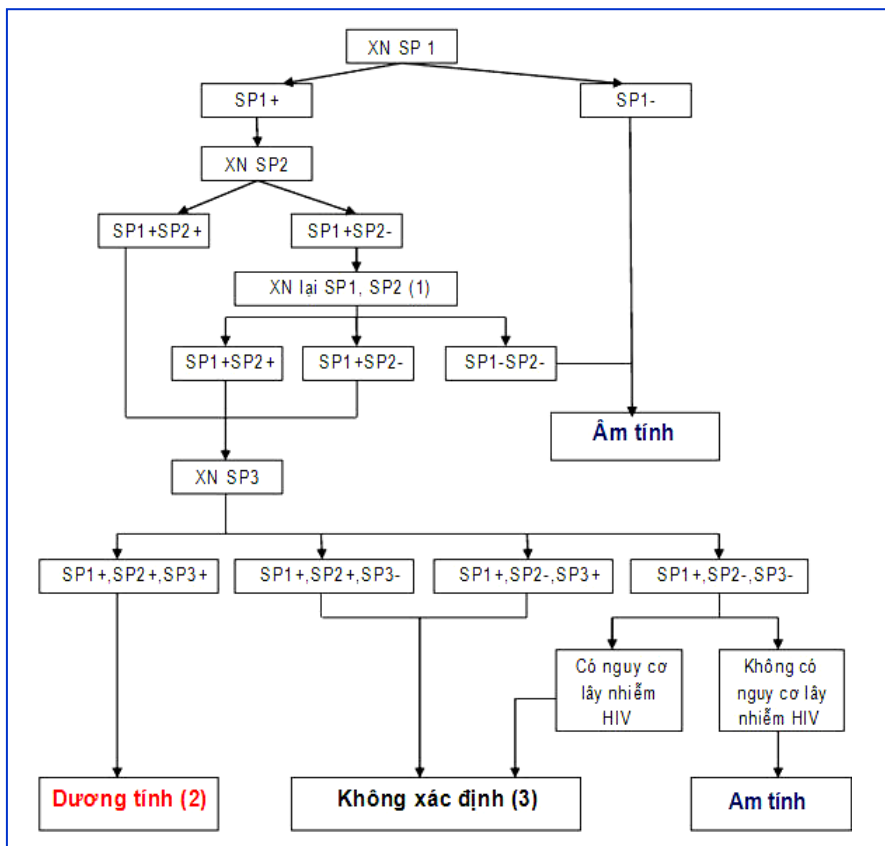 XN SP 1
SP1+
SP1-
XN SP2
SP1+SP2+
SP1+SP2-
XN lại SP1, SP2 (1)
SP1+SP2+
SP1+SP2-
SP1-SP2-
Âm tính
XN SP3
SP1+,SP2+,SP3+
SP1+,SP2+,SP3-
SP1+,SP2-,SP3+
SP1+,SP2-,SP3-
Có nguy cơ
lây nhiễm
HIV
Không có
nguy cơ lây
nhiễm HIV
Dương tính (2)
Không xác định (3)
Am tính